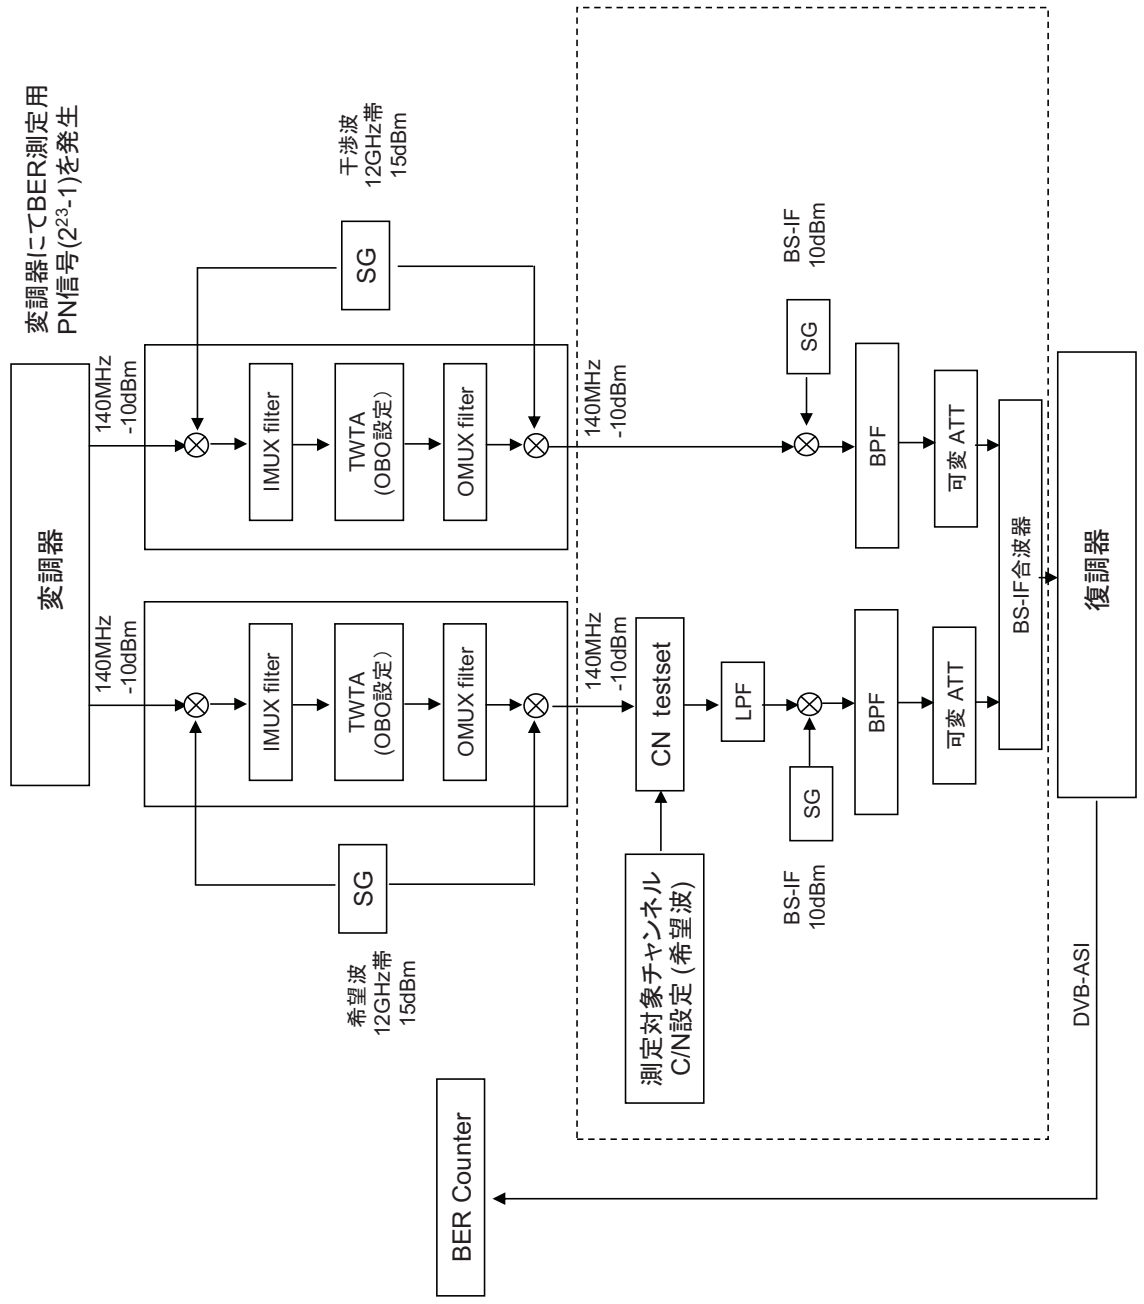 変調器にてBER測定用
PN信号(2²³-1)を発生
変調器
140MHz
-10dBm
140MHz
-10dBm
希望波
12GHz帯
15dBm
SG
IMUX filter
TWTA
(OBO設定)
OMUX filter
干渉波
12GHz帯
15dBm
SG
IMUX filter
TWTA
(OBO設定)
OMUX filter
140MHz
-10dBm
140MHz
-10dBm
測定対象チャンネル
C/N設定 (希望波)
CN testset
LPF
BS-IF
10dBm
SG
BPF
可変 ATT
BS-IF
10dBm
SG
BPF
可変 ATT
BS-IF合波器
復調器
DVB-ASI
BER Counter